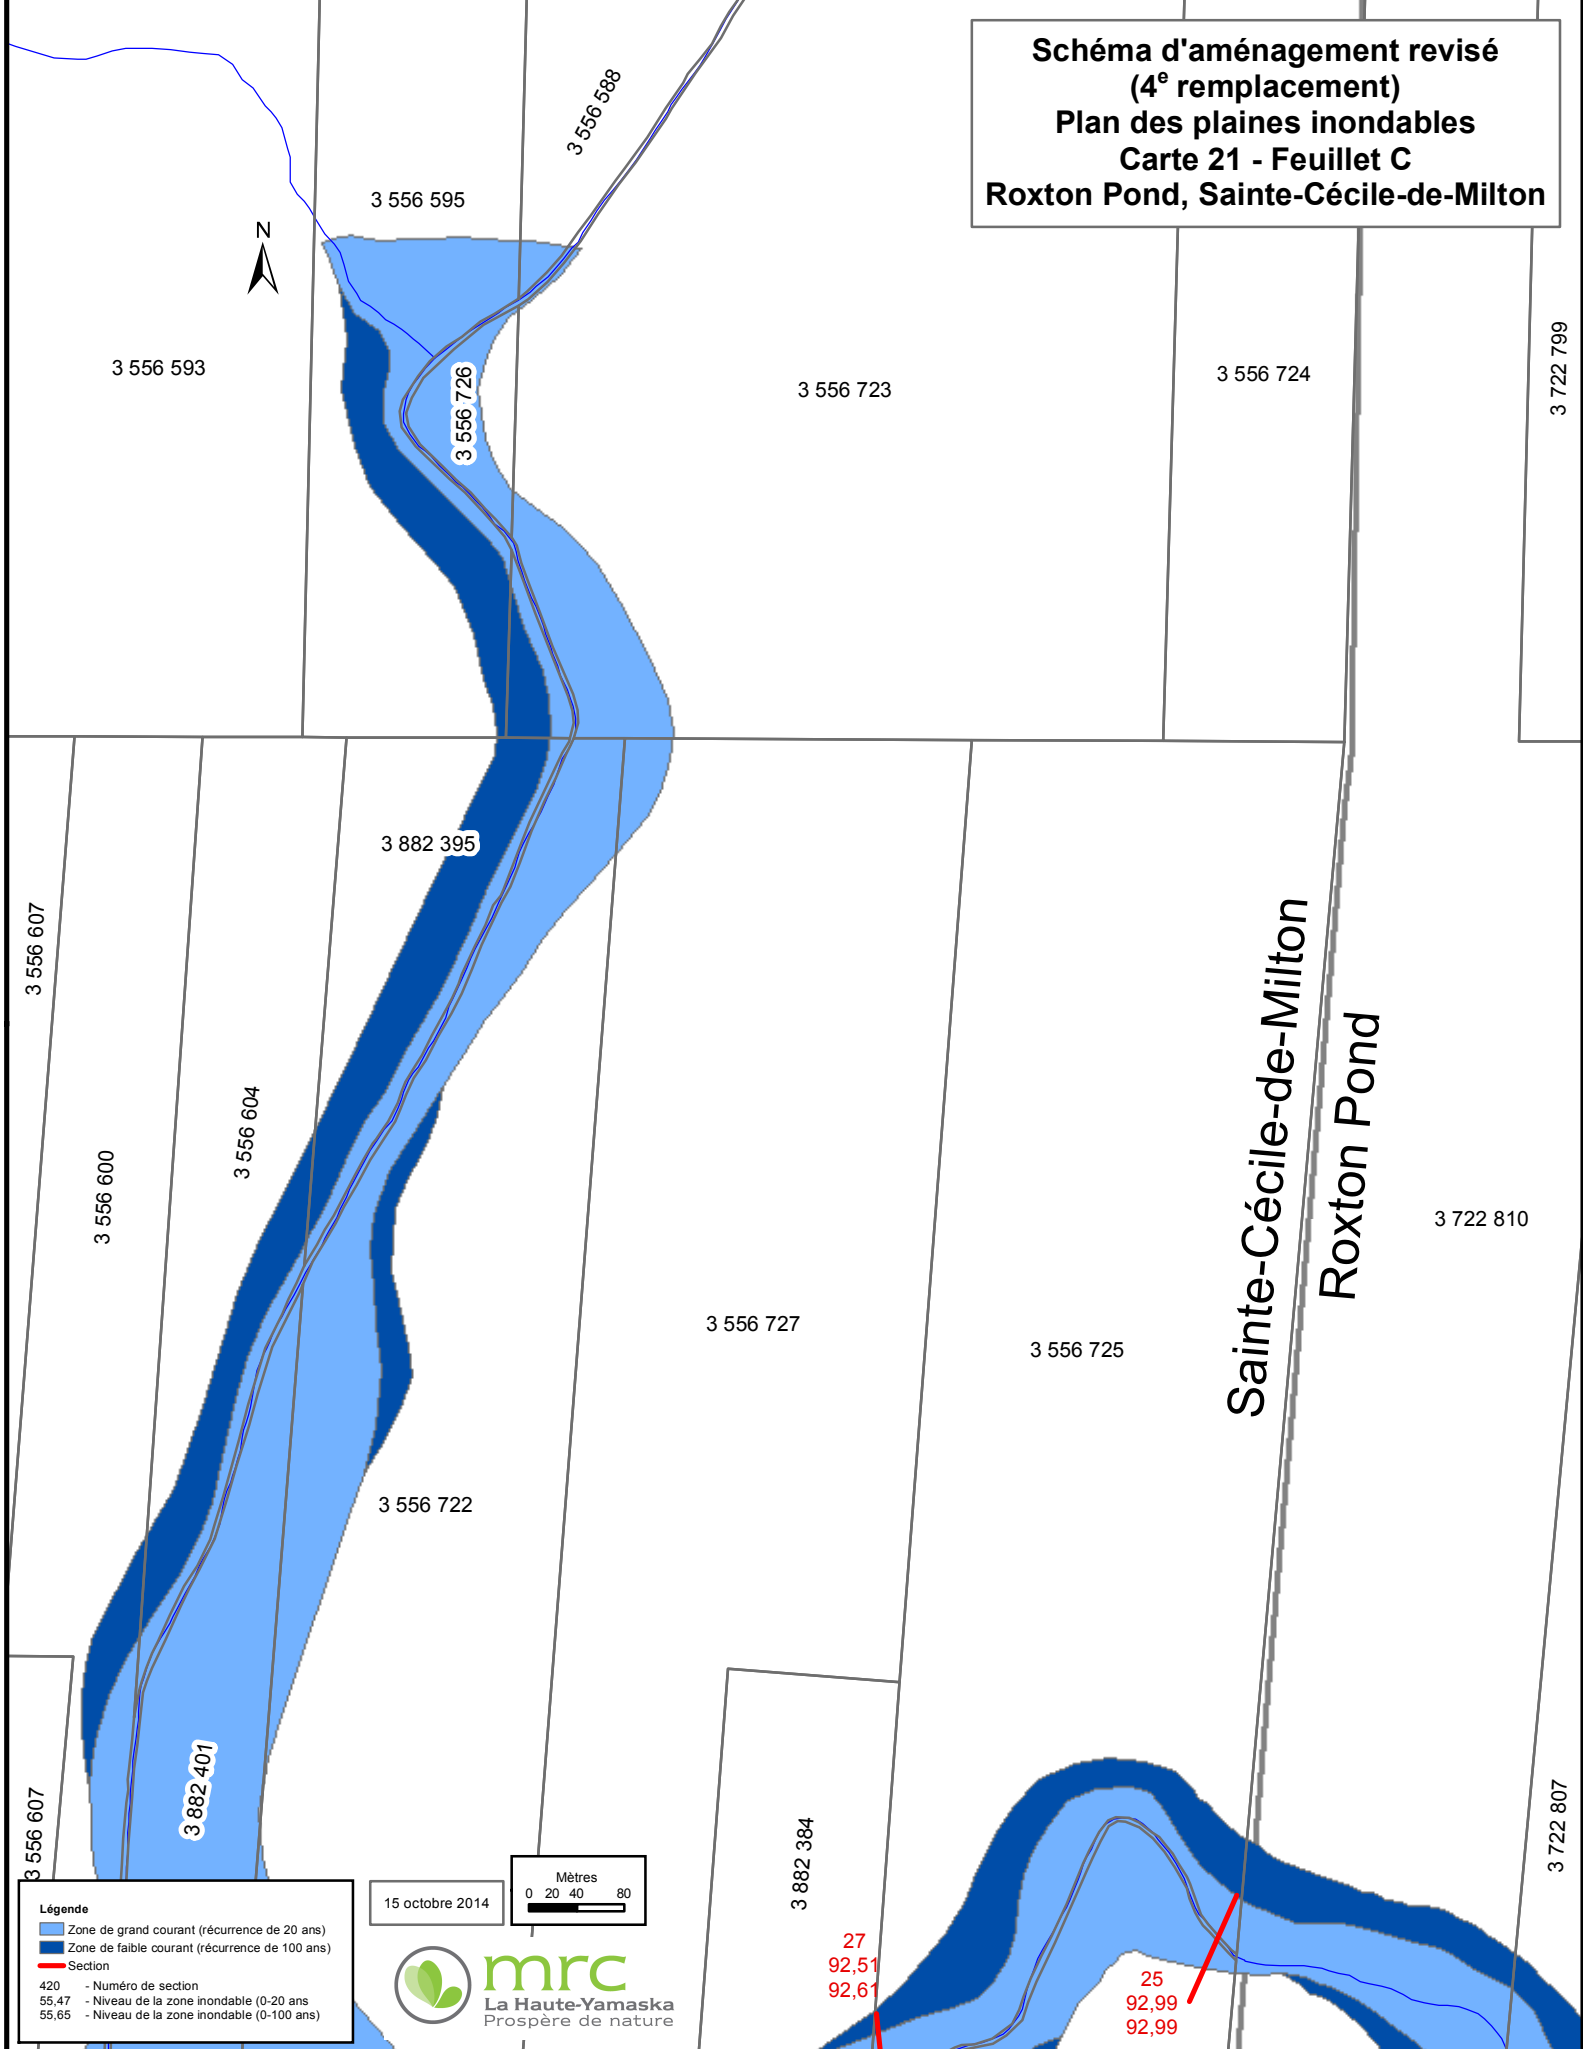 Schéma d'aménagement revisé
(4e remplacement)
Plan des plaines inondables
Carte 21 - Feuillet C
Roxton Pond, Sainte-Cécile-de-Milton
3 556 588
3 556 595
N
3 556 593
3 556 726
3 556 723
3 556 724
3 722 799
3 882 395
3 556 607
3 556 600
3 556 604
Sainte-Cécile-de-Milton
Roxton Pond
3 722 810
3 556 727
3 556 725
3 556 722
3 882 401
3 556 607
3 882 384
3 722 807
27
92,51
92,61
25
92,99
92,99
Légende
Zone de grand courant (récurrence de 20 ans)
Zone de faible courant (récurrence de 100 ans)
Section
420 - Numéro de section
55,47 - Niveau de la zone inondable (0-20 ans
55,65 - Niveau de la zone inondable (0-100 ans)
15 octobre 2014
Mètres
0 20 40 80
mrc
La Haute-Yamaska
Prospère de nature